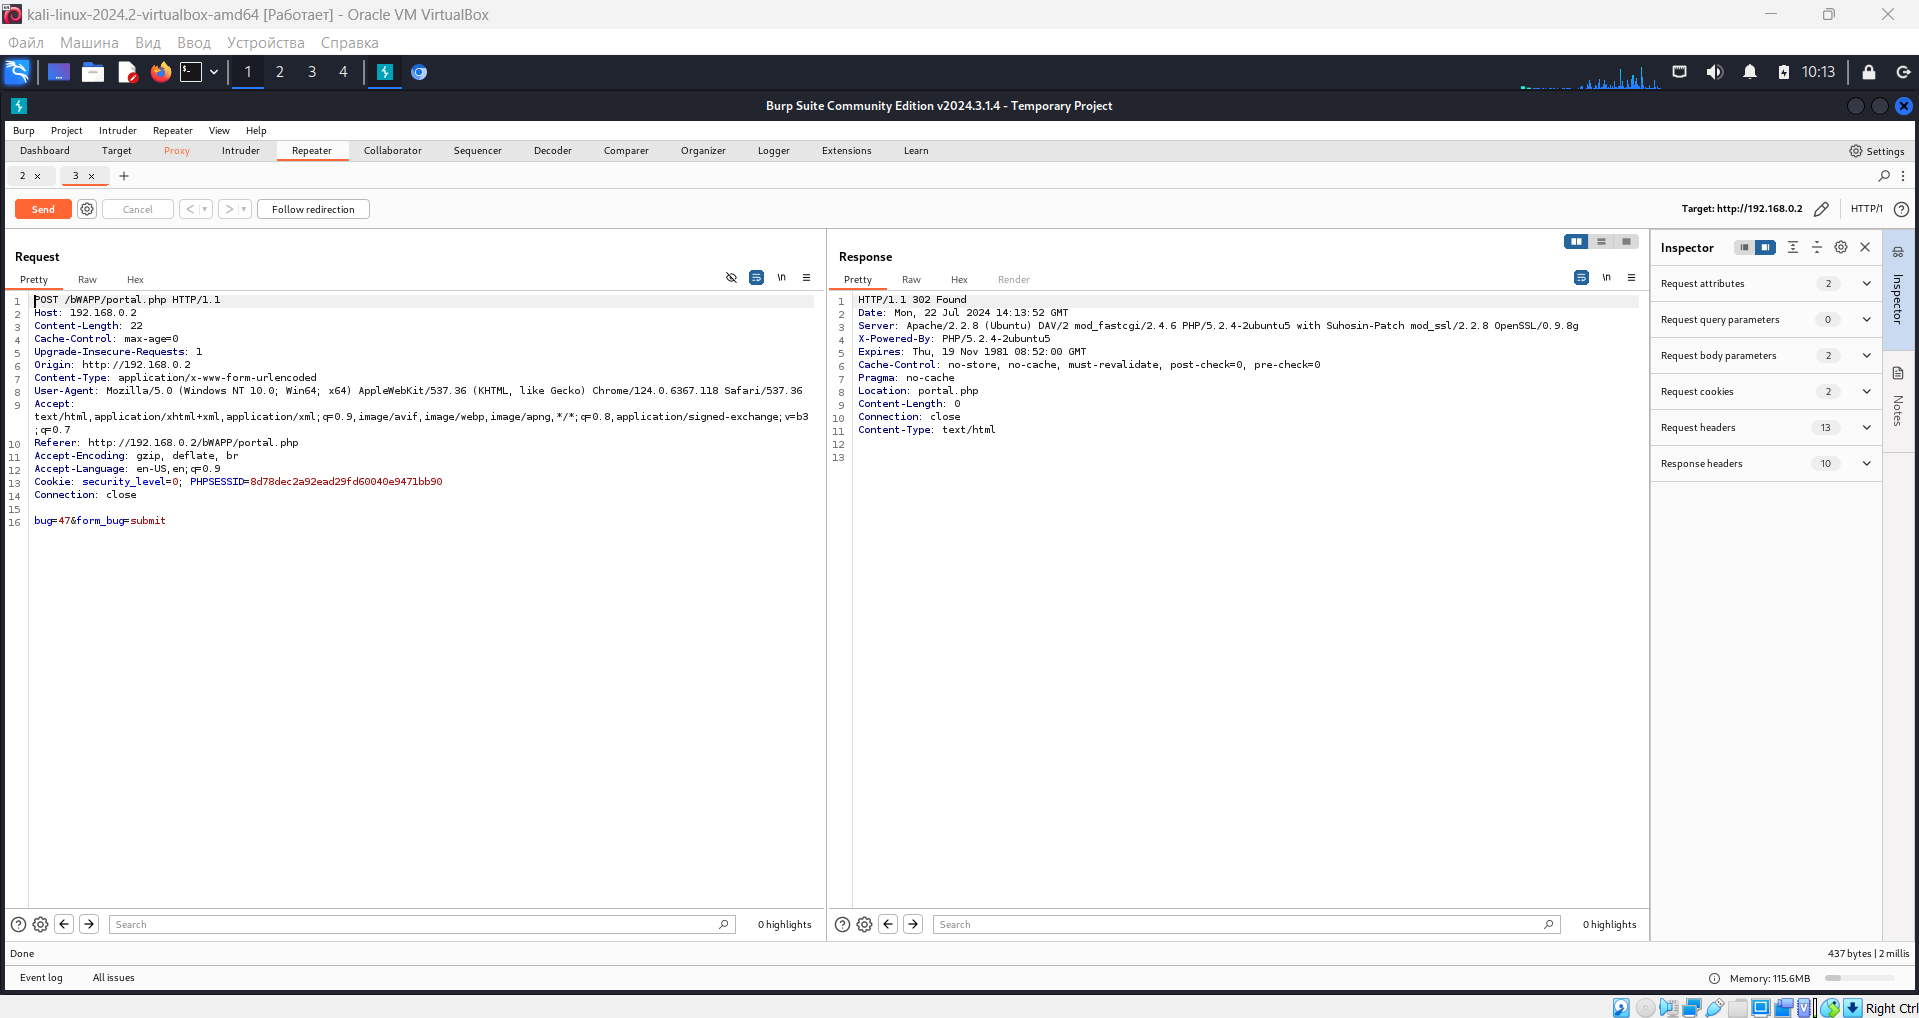 kali-linux-2024.2-virtualbox-amd64 [Работает] - Oracle VM VirtualBox
Файл Машина Вид Ввод Устройства Справка
1 2 3 4 10:13
Burp Suite Community Edition v2024.3.1.4 - Temporary Project
Burp Project Intruder Repeater View Help
Dashboard Target Proxy Intruder Repeater Collaborator Sequencer Decoder Comparer Organizer Logger Extensions Learn Settings
2 × 3 × +
Send Cancel < > Follow redirection Target: http://192.168.0.2 HTTP/1
Request
Pretty Raw Hex \n
1 POST /bWAPP/portal.php HTTP/1.1
2 Host: 192.168.0.2
3 Content-Length: 22
4 Cache-Control: max-age=0
5 Upgrade-Insecure-Requests: 1
6 Origin: http://192.168.0.2
7 Content-Type: application/x-www-form-urlencoded
8 User-Agent: Mozilla/5.0 (Windows NT 10.0; Win64; x64) AppleWebKit/537.36 (KHTML, like Gecko) Chrome/124.0.6367.118 Safari/537.36
9 Accept:
text/html,application/xhtml+xml,application/xml;q=0.9,image/avif,image/webp,image/apng,*/*;q=0.8,application/signed-exchange;v=b3
;q=0.7
10 Referer: http://192.168.0.2/bWAPP/portal.php
11 Accept-Encoding: gzip, deflate, br
12 Accept-Language: en-US,en;q=0.9
13 Cookie: security_level=0; PHPSESSID=8d78dec2a92ead29fd60040e9471bb90
14 Connection: close
15
16 bug=47&form_bug=submit
Search 0 highlights
Response
Pretty Raw Hex Render \n
1 HTTP/1.1 302 Found
2 Date: Mon, 22 Jul 2024 14:13:52 GMT
3 Server: Apache/2.2.8 (Ubuntu) DAV/2 mod_fastcgi/2.4.6 PHP/5.2.4-2ubuntu5 with Suhosin-Patch mod_ssl/2.2.8 OpenSSL/0.9.8g
4 X-Powered-By: PHP/5.2.4-2ubuntu5
5 Expires: Thu, 19 Nov 1981 08:52:00 GMT
6 Cache-Control: no-store, no-cache, must-revalidate, post-check=0, pre-check=0
7 Pragma: no-cache
8 Location: portal.php
9 Content-Length: 0
10 Connection: close
11 Content-Type: text/html
12
13
Search 0 highlights
Inspector
Request attributes 2
Request query parameters 0
Request body parameters 2
Request cookies 2
Request headers 13
Response headers 10
Inspector
Notes
Done 437 bytes | 2 millis
Event log All issues Memory: 115.6MB
Right Ctrl